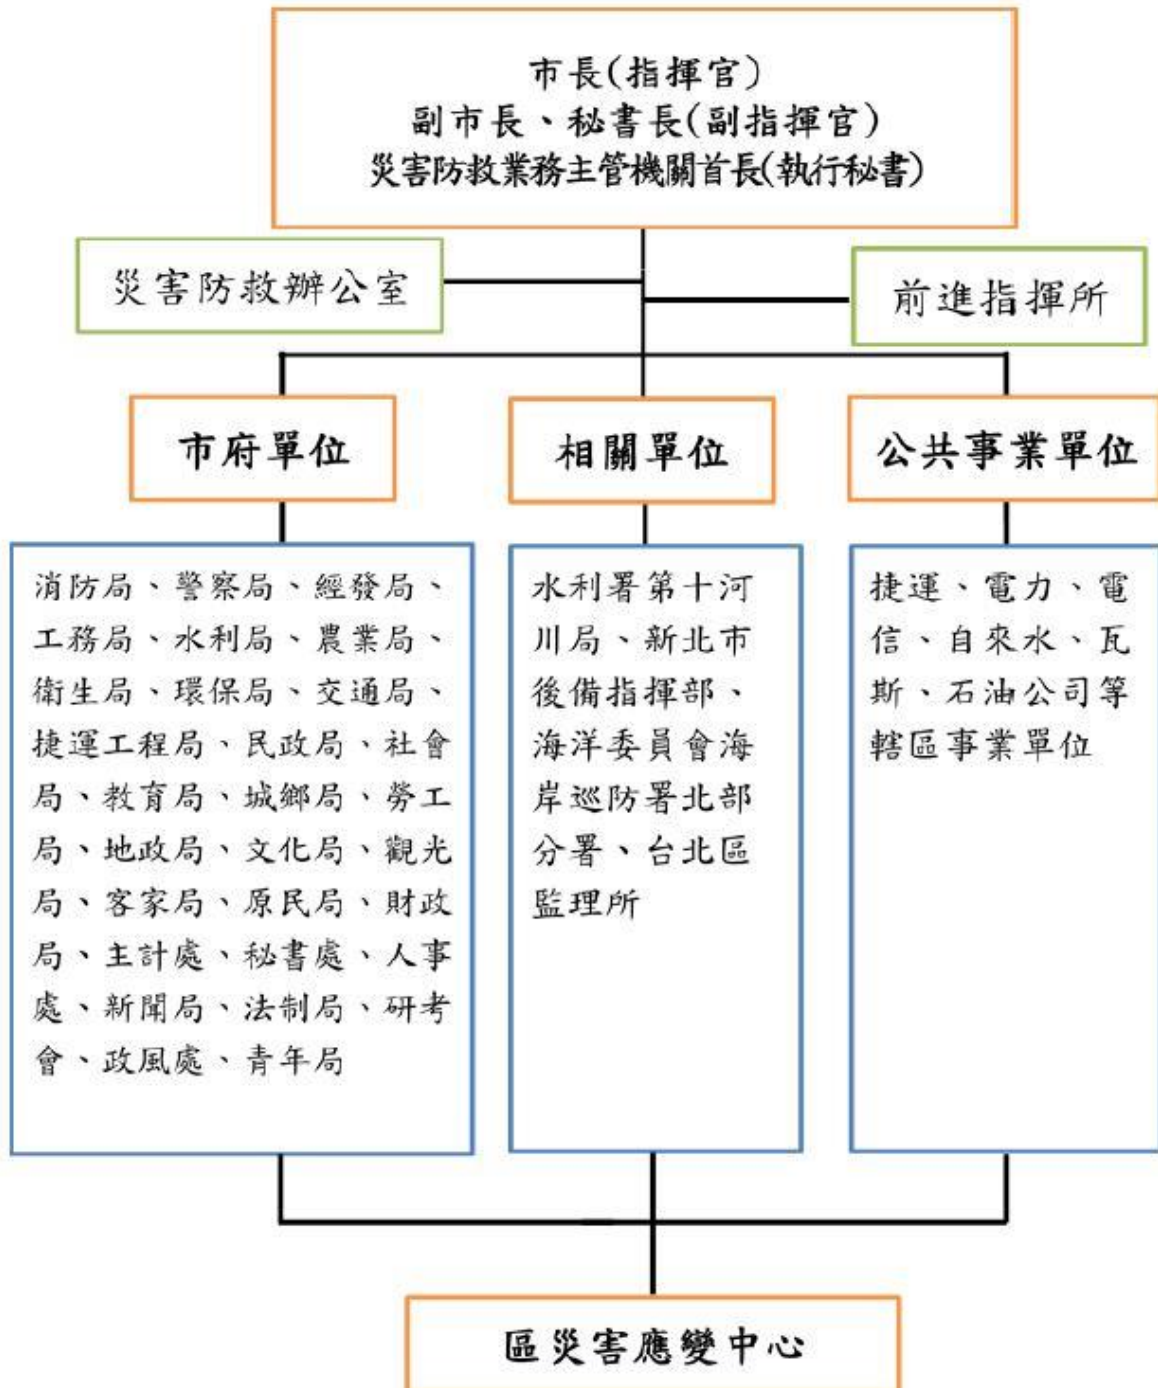 市長(指揮官)
副市長、秘書長(副指揮官)
災害防救業務主管機關首長(執行秘書)
災害防救辦公室
前進指揮所
市府單位
相關單位
公共事業單位
消防局、警察局、經發局、
工務局、水利局、農業局、
衛生局、環保局、交通局、
捷運工程局、民政局、社會
局、教育局、城鄉局、勞工
局、地政局、文化局、觀光
局、客家局、原民局、財政
局、主計處、秘書處、人事
處、新聞局、法制局、研考
會、政風處、青年局
水利署第十河
川局、新北市
後備指揮部、
海洋委員會海
岸巡防署北部
分署、台北區
監理所
捷運、電力、電
信、自來水、瓦
斯、石油公司等
轄區事業單位
區災害應變中心